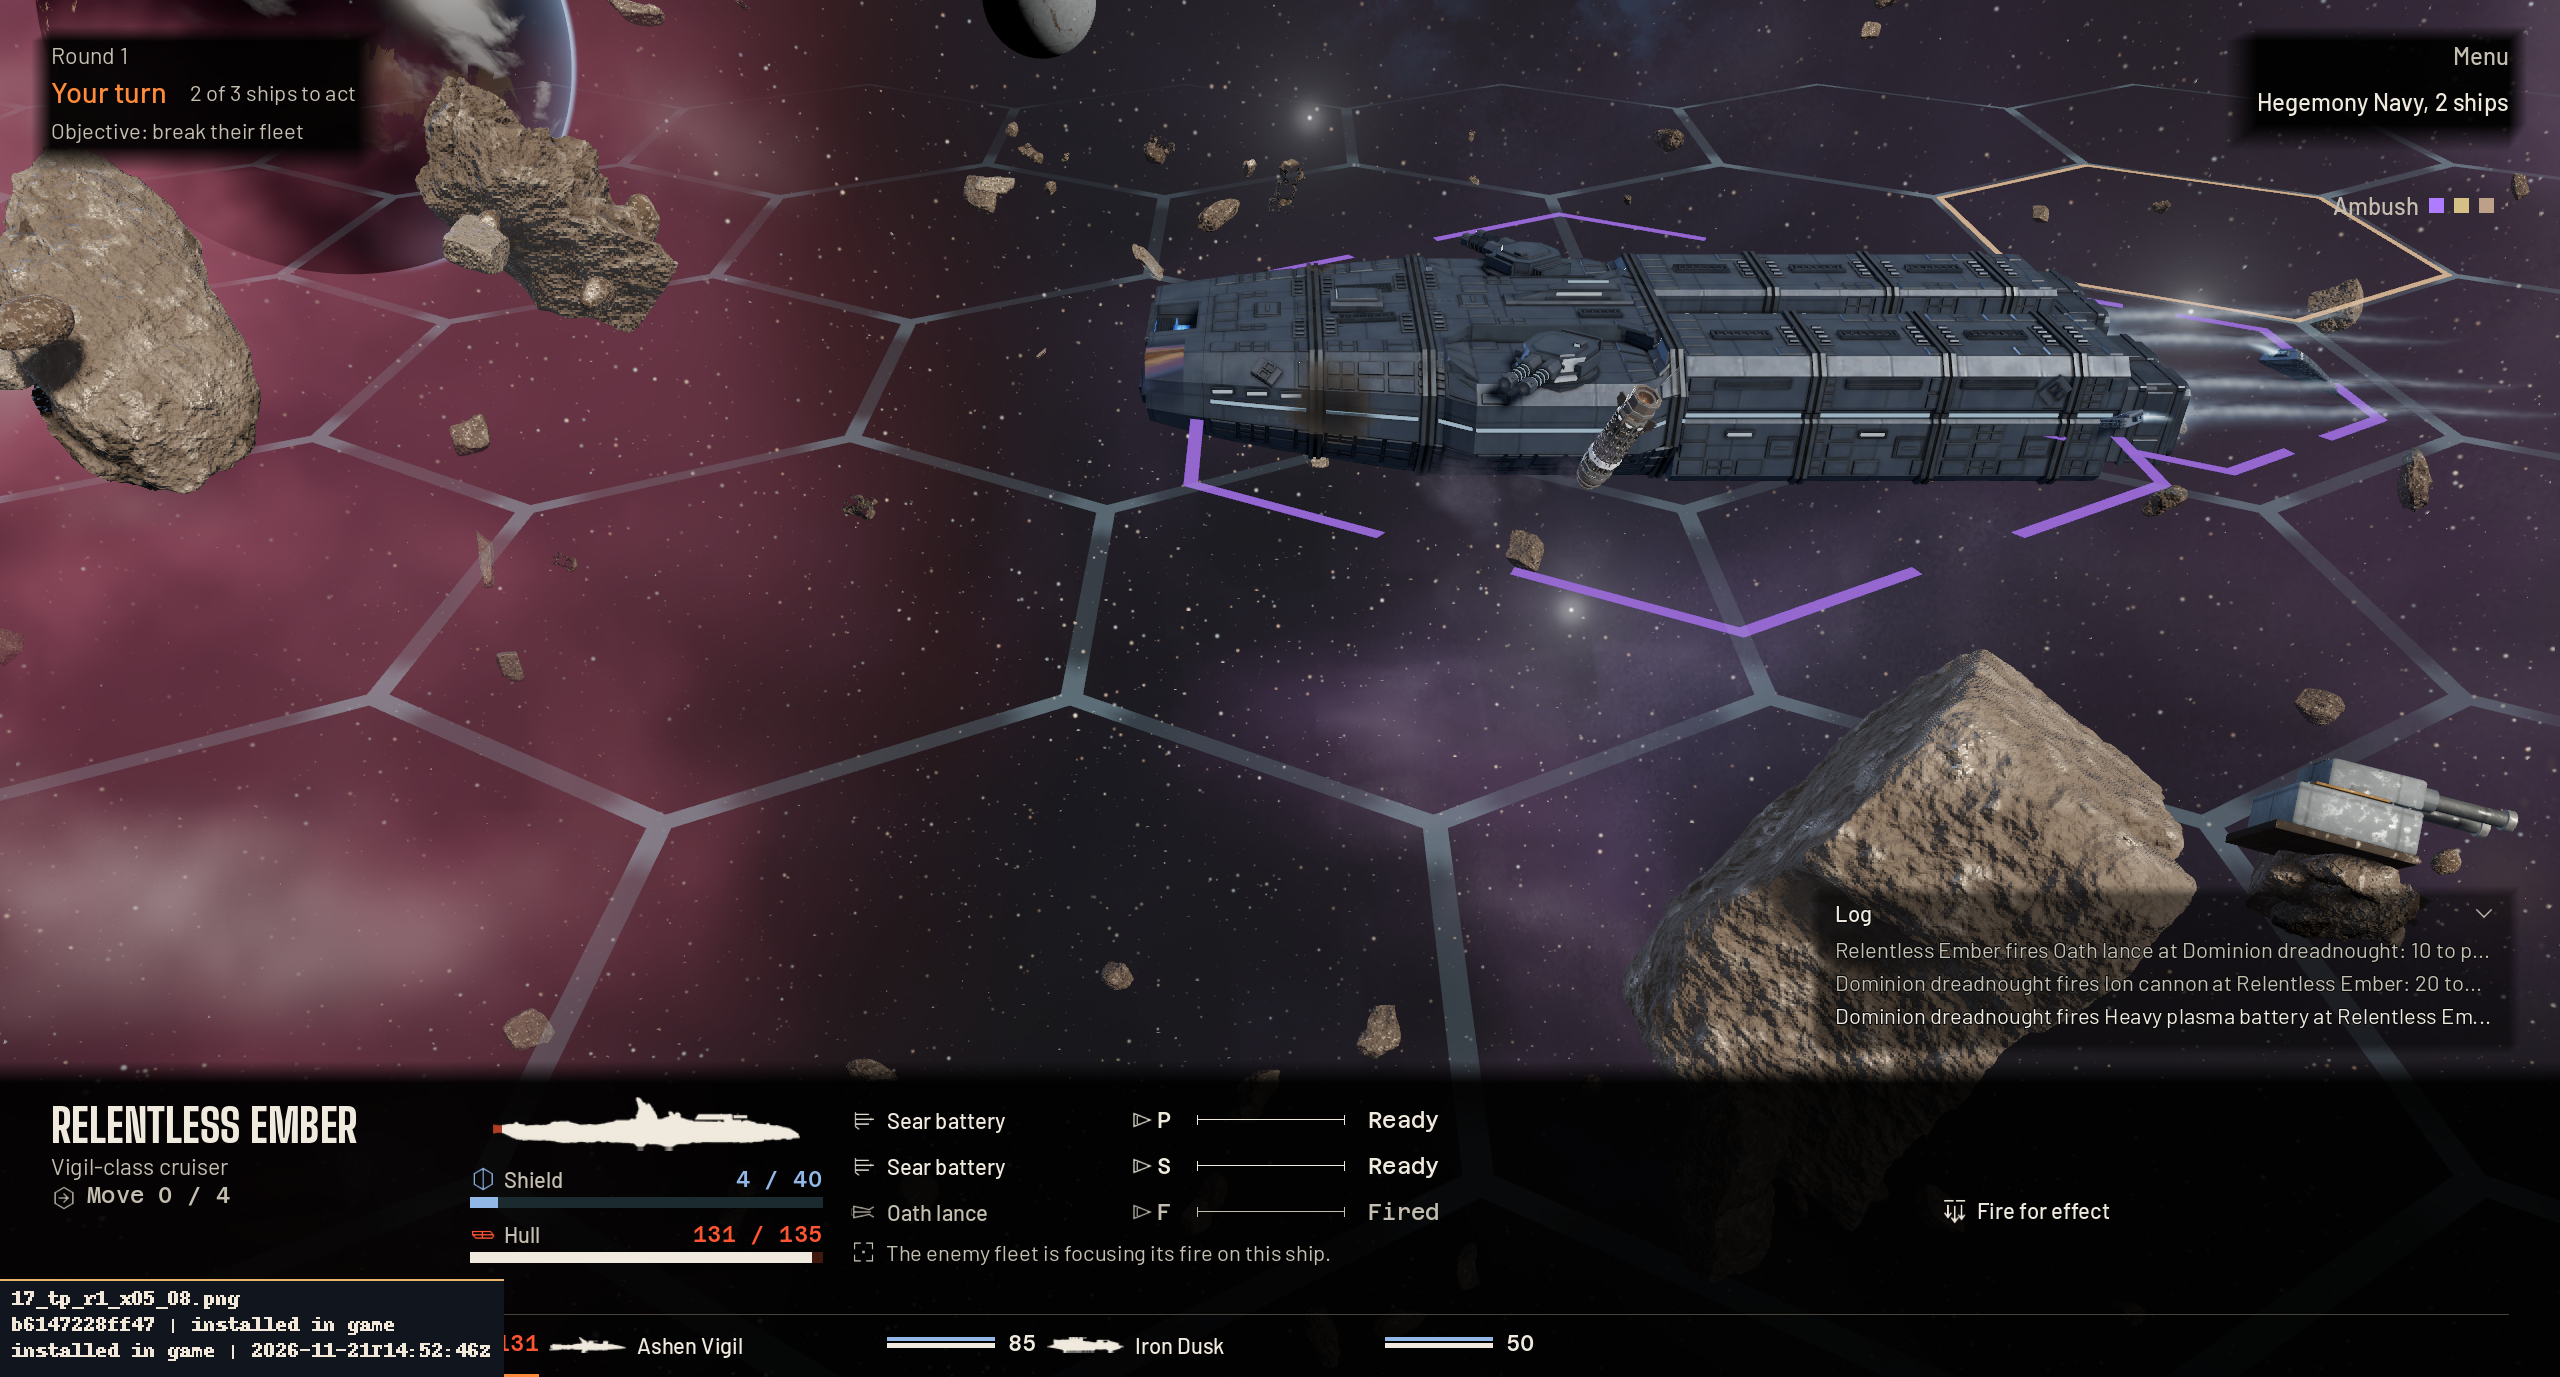 Round 1
Your turn 2 of 3 ships to act
Objective: break their fleet
Menu
Hegemony Navy, 2 ships
Ambush
Log
Relentless Ember fires Oath lance at Dominion dreadnought: 10 to p...
Dominion dreadnought fires Ion cannon at Relentless Ember: 20 to...
Dominion dreadnought fires Heavy plasma battery at Relentless Em...
RELENTLESS EMBER
Vigil-class cruiser
Move 0 / 4
Shield 4 / 40
Hull 131 / 135
Sear battery P Ready
Sear battery S Ready
Oath lance F Fired
The enemy fleet is focusing its fire on this ship.
Fire for effect
17_tp_r1_x05_08.png
b6147228ff47 | installed in game
installed in game | 2026-11-21r14:52:46z
131 Ashen Vigil 85 Iron Dusk 50